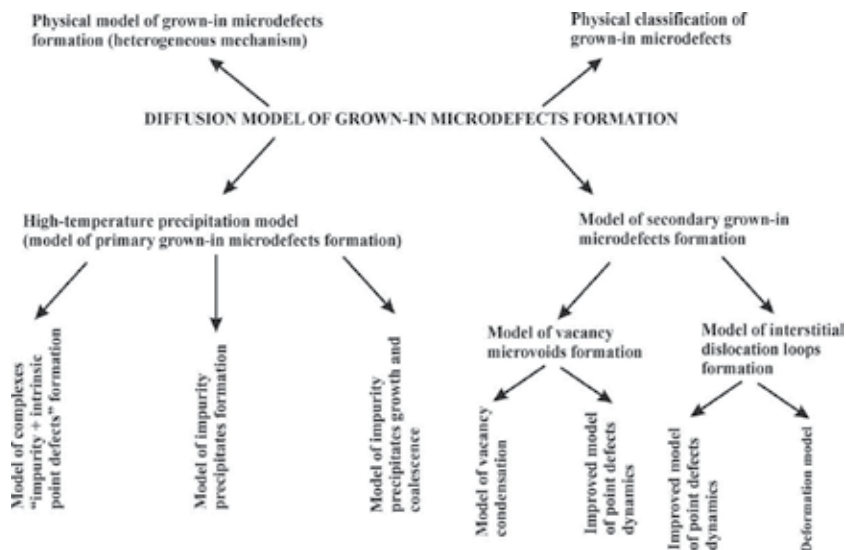 Physical model of grown-in microdefects
formation (heterogeneous mechanism)
Physical classification of
grown-in microdefects
DIFFUSION MODEL OF GROWN-IN MICRODEFECTS FORMATION
High-temperature precipitation model
(model of primary grown-in microdefects formation)
Model of secondary grown-in
microdefects formation
Model of vacancy
microvoids formation
Model of interstitial
dislocation loops
formation
Model of complexes
"impurity + intrinsic
point defects" formation
Model of impurity
precipitates formation
Model of impurity
precipitates growth and
coalescence
Model of vacancy
condensation
Improved model
of point defects
dynamics
Improved model
of point defects
dynamics
Deformation model